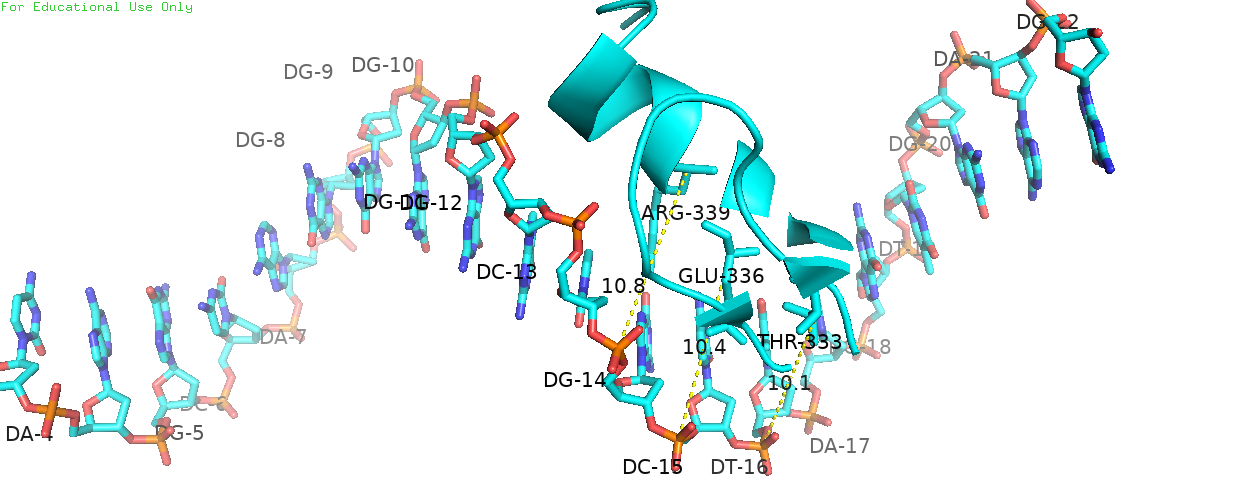 For Educational Use Only
DG-9
DG-10
DG-8
DG-12
DC-13
DA-7
DA-4
DG-5
10.8
DG-14
DC-15
DT-16
DA-17
ARG-339
GLU-336
10.4
THR-333
10.1
DG-20
DA-21